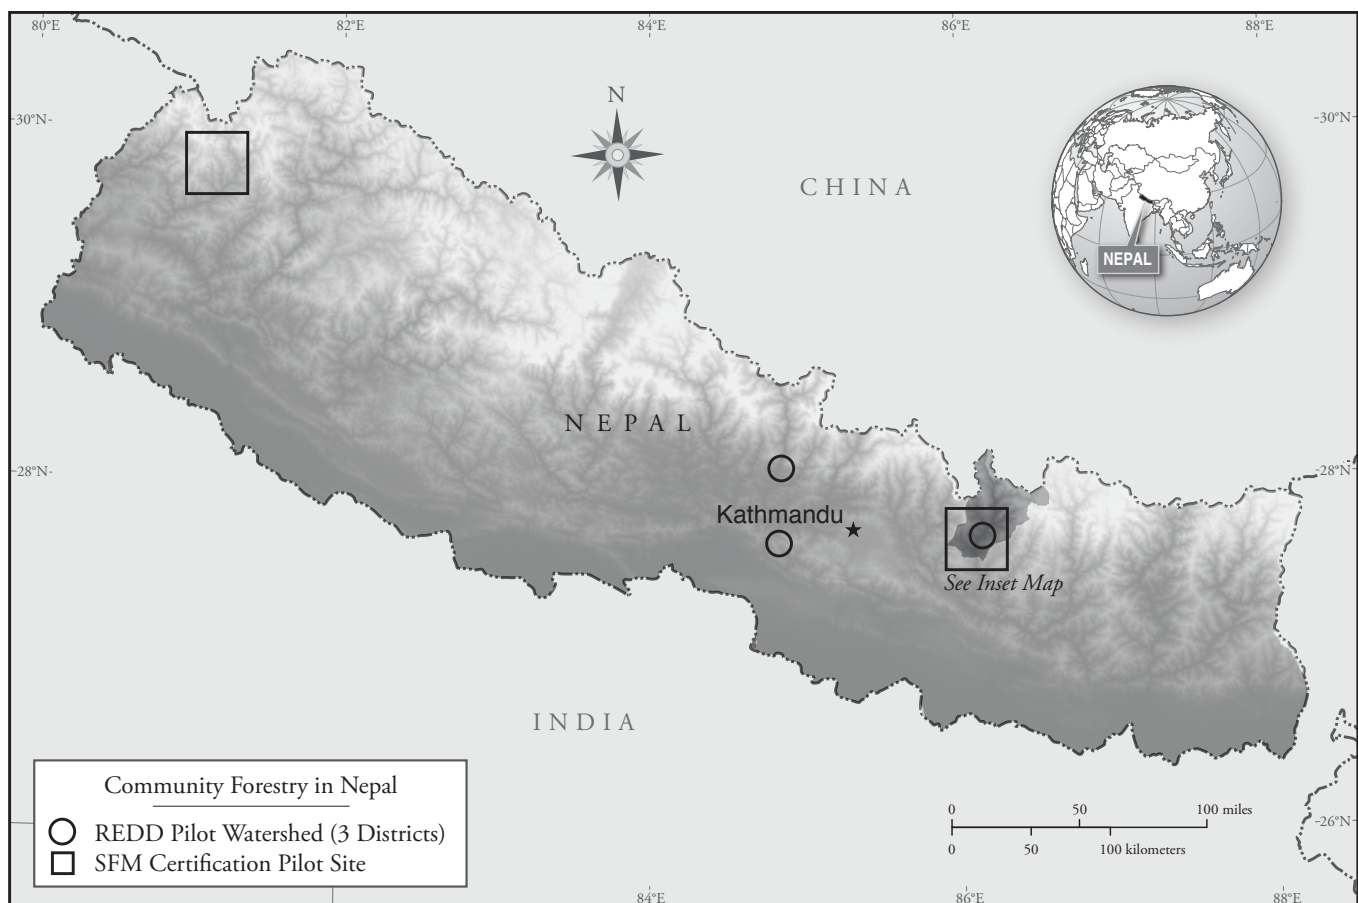 80°E
82°E
84°E
86°E
88°E
N
30°N-
-30°N
CHINA
NEPAL
NEPAL
28°N-
-28°N
Kathmandu
See Inset Map
INDIA
Community Forestry in Nepal
REDD Pilot Watershed (3 Districts)
SFM Certification Pilot Site
0 50 100 miles
0 50 100 kilometers
-26°N-
84°E
86°E
88°E